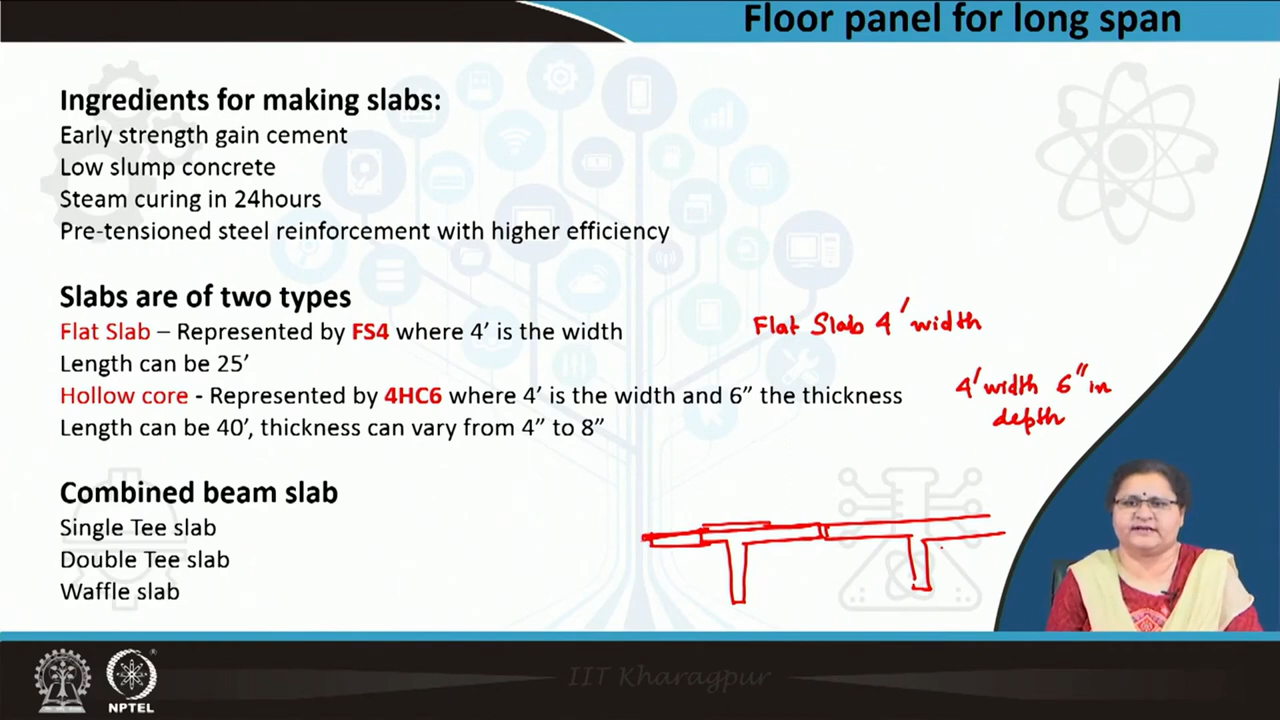 Floor panel for long span
Ingredients for making slabs:
Early strength gain cement
Low slump concrete
Steam curing in 24hours
Pre-tensioned steel reinforcement with higher efficiency
Slabs are of two types
Flat Slab – Represented by FS4 where 4’ is the width
Flat Slab 4' width
Length can be 25’
Hollow core - Represented by 4HC6 where 4’ is the width and 6” the thickness
4' width 6" in
depth
Length can be 40’, thickness can vary from 4” to 8”
Combined beam slab
Single Tee slab
Double Tee slab
Waffle slab
IIT Kharagpur
NPTEL